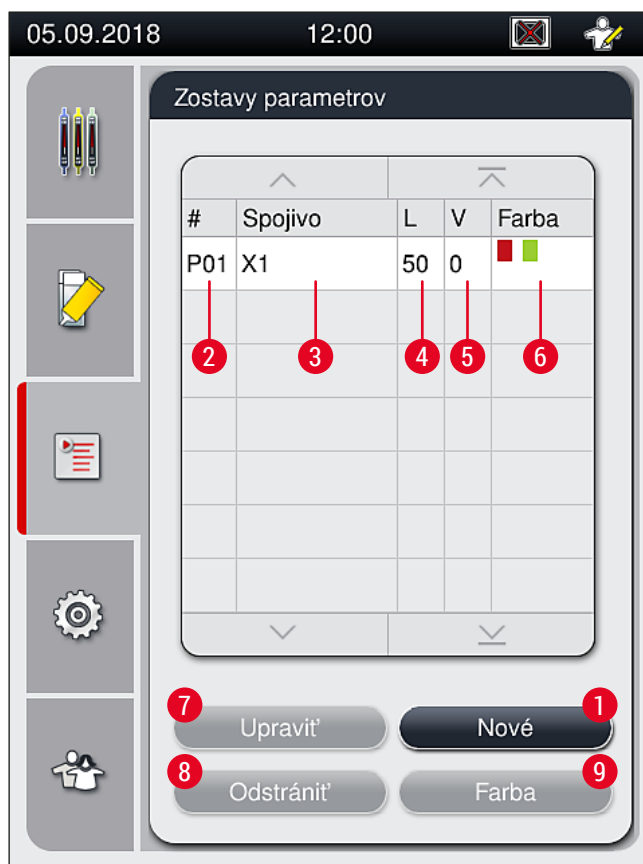 05.09.2018 12:00
Zostavy parametrov
# Spojivo L V Farba
P01 X1 50 0
2 3 4 5 6
7 1
Upraviť Nové
8 9
Odstrániť Farba